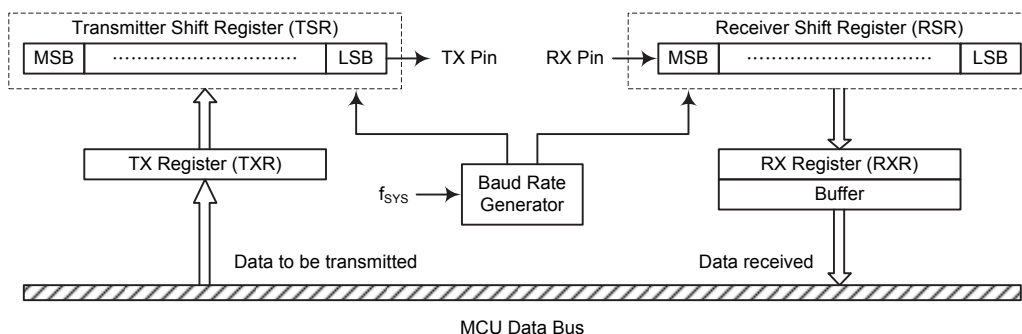 Transmitter Shift Register (TSR)
MSB ................................ LSB
TX Pin
RX Pin
Receiver Shift Register (RSR)
MSB ................................ LSB
TX Register (TXR)
fSYS
Baud Rate
Generator
RX Register (RXR)
Buffer
Data to be transmitted
Data received
MCU Data Bus